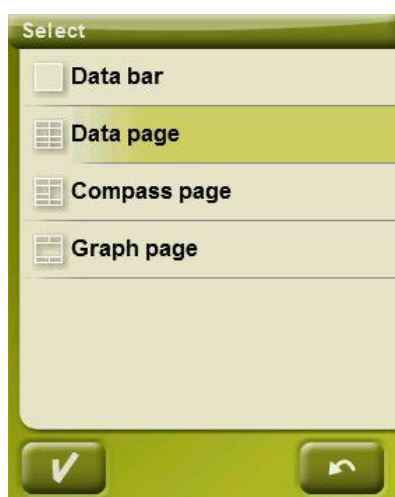 Select
Data bar
Data page
Compass page
Graph page